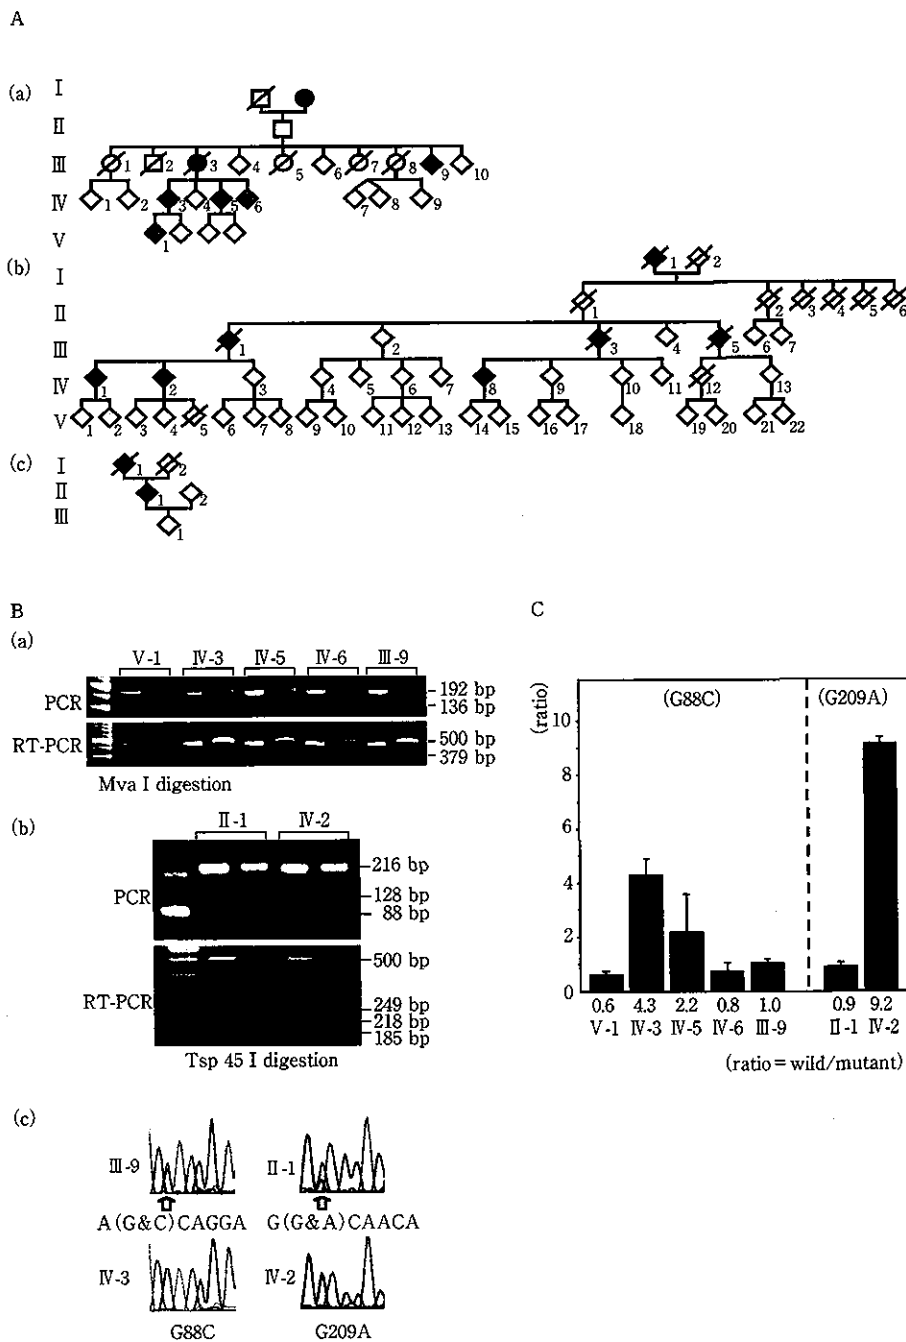 A
(a)
I
II
III
IV
V
1 2 3 4 5 6 7 8 9 10
1 2 3 4 5 6 7 8 9
1
(b)
I
II
III
IV
V
1 2
1 2 3 4 5 6
1 2 3 4 5 6 7
1 2 3 4 5 6 7 8 9 10 11 12 13
1 2 3 4 5 6 7 8 9 10 11 12 13 14 15 16 17 18 19 20 21 22
(c)
I
II
III
1 2
1 2
1
B
(a)
V-1 IV-3 IV-5 IV-6 III-9
PCR
192 bp
136 bp
RT-PCR
500 bp
379 bp
Mva I digestion
(b)
II-1 IV-2
PCR
216 bp
128 bp
88 bp
RT-PCR
500 bp
249 bp
218 bp
185 bp
Tsp 45 I digestion
(c)
III-9 II-1
A(G&C)CAGGA G(G&A)CAACA
IV-3 IV-2
G88C G209A
C
(ratio)
(G88C) (G209A)
10
8
6
4
2
0
0.6 4.3 2.2 0.8 1.0 0.9 9.2
V-1 IV-3 IV-5 IV-6 III-9 II-1 IV-2
(ratio=wild/mutant)